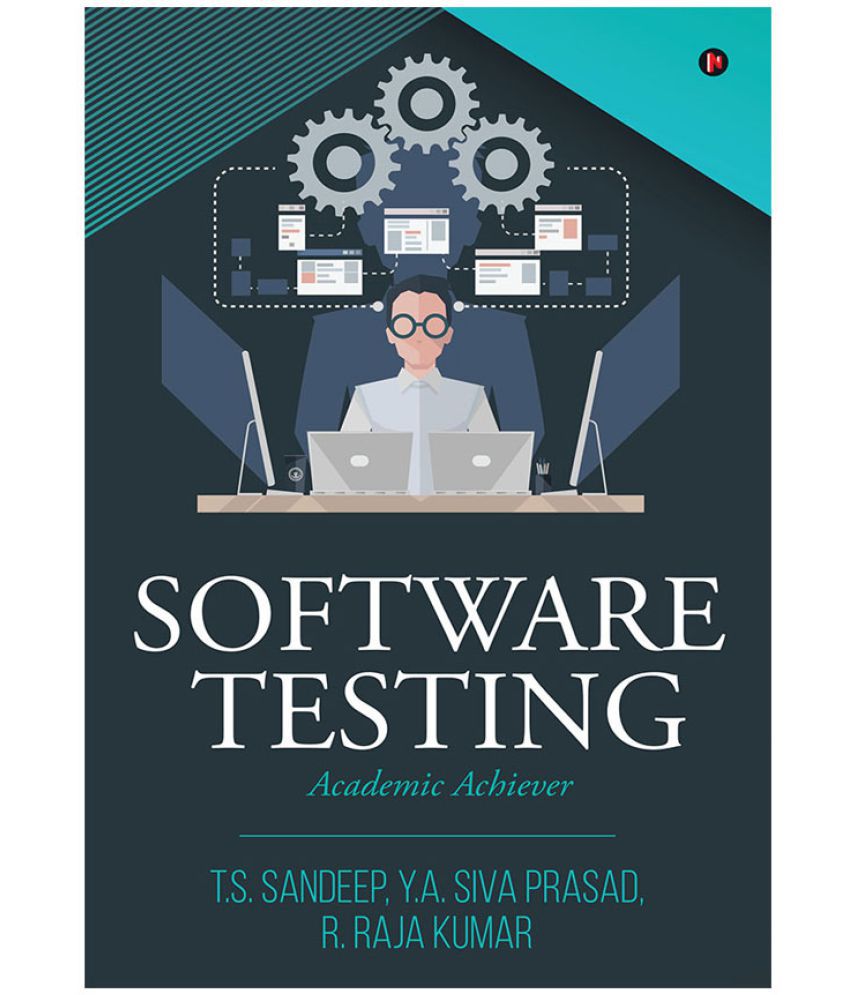 SOFTWARE
TESTING
Academic Achiever
T.S. SANDEEP, Y.A. SIVA PRASAD,
R. RAJA KUMAR